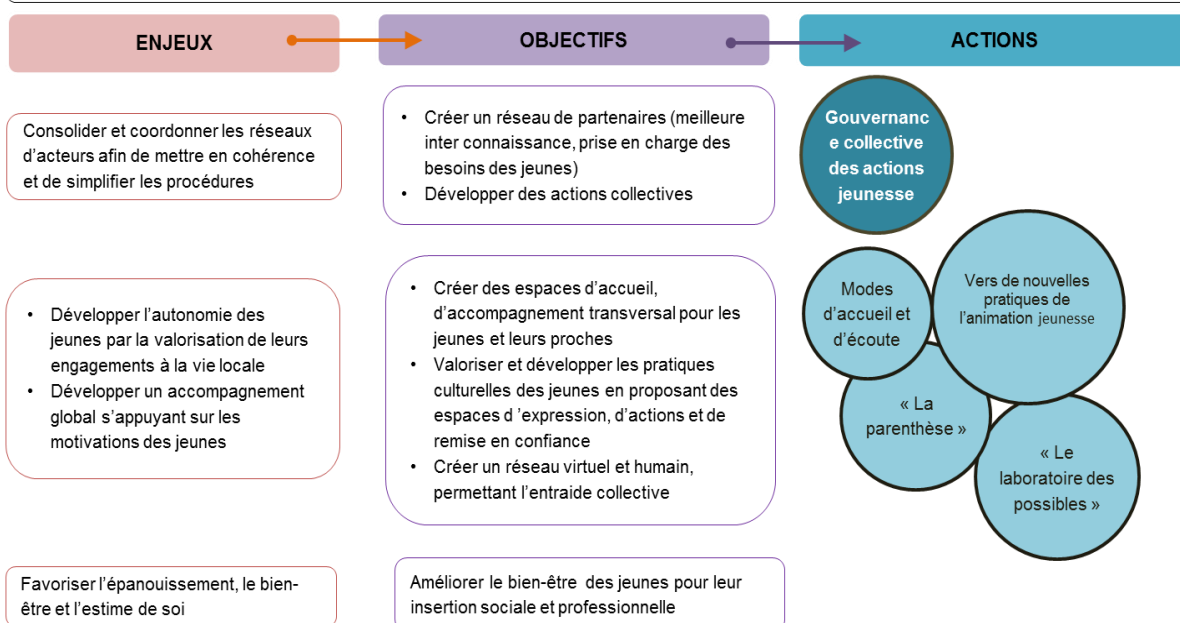 ENJEUX
OBJECTIFS
ACTIONS
Consolider et coordonner les réseaux
d’acteurs afin de mettre en cohérence
et de simplifier les procédures
• Créer un réseau de partenaires (meilleure
inter connaissance, prise en charge des
besoins des jeunes)
• Développer des actions collectives
Gouvernanc
e collective
des actions
jeunesse
• Développer l’autonomie des
jeunes par la valorisation de leurs
engagements à la vie locale
• Développer un accompagnement
global s’appuyant sur les
motivations des jeunes
• Créer des espaces d’accueil,
d’accompagnement transversal pour les
jeunes et leurs proches
• Valoriser et développer les pratiques
culturelles des jeunes en proposant des
espaces d ’expression, d’actions et de
remise en confiance
• Créer un réseau virtuel et humain,
permettant l’entraide collective
Modes
d’accueil et
d’écoute
Vers de nouvelles
pratiques de
l’animation jeunesse
« La
parenthèse »
« Le
laboratoire des
possibles »
Favoriser l’épanouissement, le bien-
être et l’estime de soi
Améliorer le bien-être des jeunes pour leur
insertion sociale et professionnelle